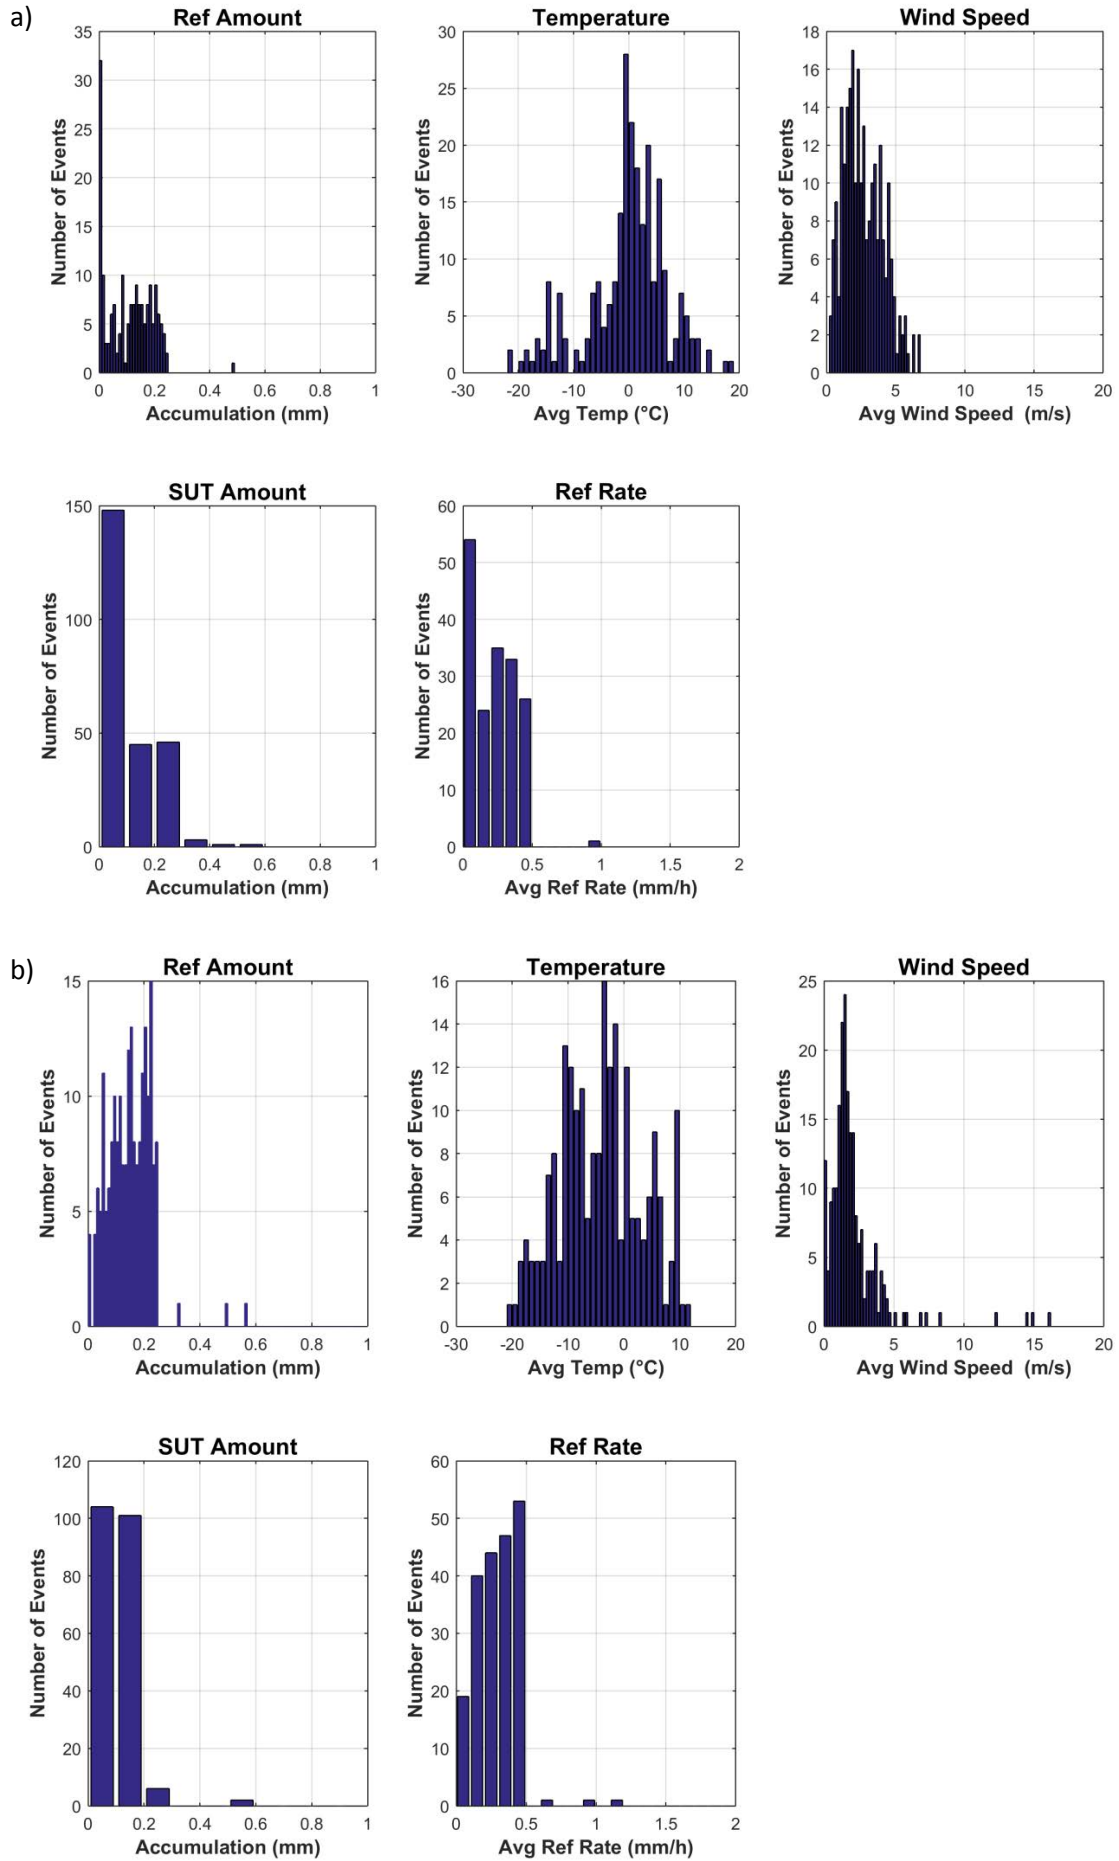 a)
Ref Amount
Number of Events
35
30
25
20
15
10
5
0
0 0.2 0.4 0.6 0.8 1
Accumulation (mm)
Temperature
Number of Events
30
25
20
15
10
5
0
-30 -20 -10 0 10 20
Avg Temp (°C)
Wind Speed
Number of Events
18
16
14
12
10
8
6
4
2
0
0 5 10 15 20
Avg Wind Speed (m/s)
SUT Amount
Number of Events
150
100
50
0
0 0.2 0.4 0.6 0.8 1
Accumulation (mm)
Ref Rate
Number of Events
60
50
40
30
20
10
0
0 0.5 1 1.5 2
Avg Ref Rate (mm/h)
b)
Ref Amount
Number of Events
15
10
5
0
0 0.2 0.4 0.6 0.8 1
Accumulation (mm)
Temperature
Number of Events
16
14
12
10
8
6
4
2
0
-30 -20 -10 0 10 20
Avg Temp (°C)
Wind Speed
Number of Events
25
20
15
10
5
0
0 5 10 15 20
Avg Wind Speed (m/s)
SUT Amount
Number of Events
120
100
80
60
40
20
0
0 0.2 0.4 0.6 0.8 1
Accumulation (mm)
Ref Rate
Number of Events
60
50
40
30
20
10
0
0 0.5 1 1.5 2
Avg Ref Rate (mm/h)